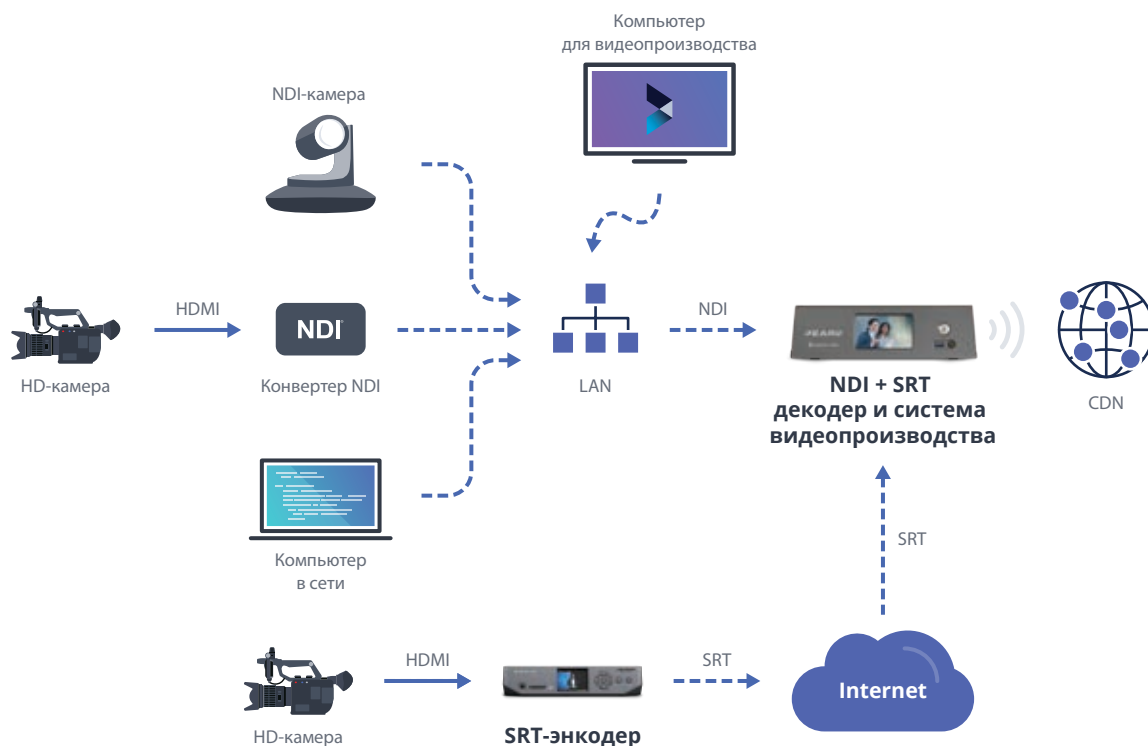 Компьютер
для видеопроизводства
NDI-камера
HDMI
NDI
NDI
HD-камера
Конвертер NDI
LAN
PEARL
NDI + SRT
декодер и система
видеопроизводства
CDN
Компьютер
в сети
SRT
HDMI
SRT
Internet
HD-камера
SRT-энкодер